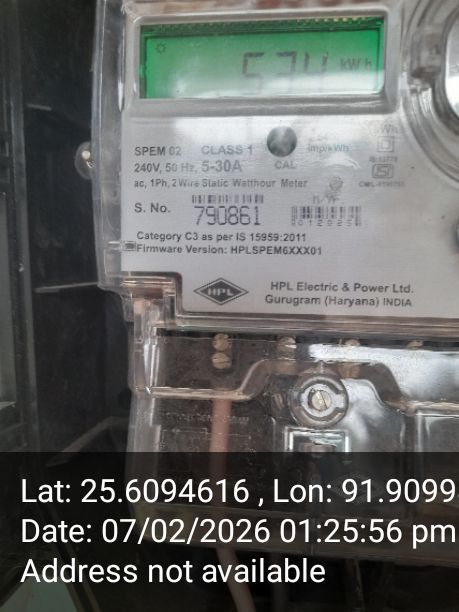 kWh
SPEM 02 CLASS 1
imp/kWh
240V, 50 Hz, 5-30A CAL
ac, 1Ph, 2 Wire Static Watthour Meter
S. No. 790861
Category C3 as per IS 15959:2011
Firmware Version: HPLSPEM6XXX01
HPL
HPL Electric & Power Ltd.
Gurugram (Haryana) INDIA
Lat: 25.6094616 , Lon: 91.9099
Date: 07/02/2026 01:25:56 pm
Address not available